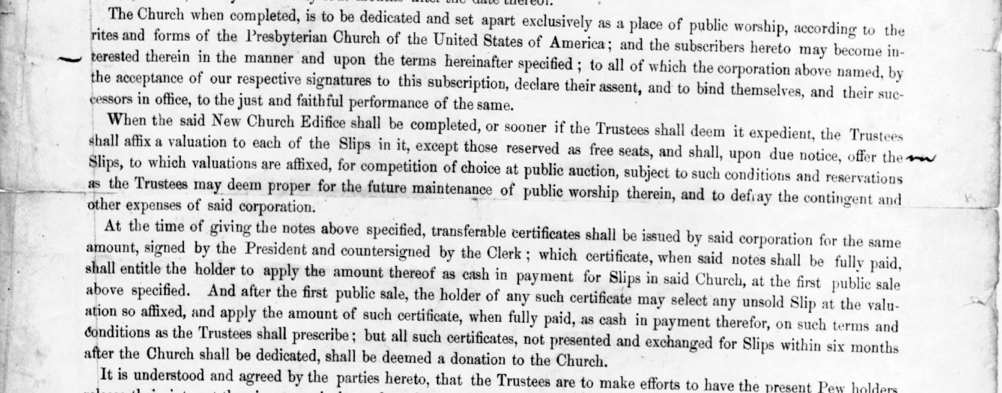 The Church when completed, is to be dedicated and set apart exclusively as a place of public worship, according to the
rites and forms of the Presbyterian Church of the United States of America; and the subscribers hereto may become in-
terested therein in the manner and upon the terms hereinafter specified; to all of which the corporation above named, by
the acceptance of our respective signatures to this subscription, declare their assent, and to bind themselves, and their suc-
cessors in office, to the just and faithful performance of the same.
When the said New Church Edifice shall be completed, or sooner if the Trustees shall deem it expedient, the Trustees
shall affix a valuation to each of the Slips in it, except those reserved as free seats, and shall, upon due notice, offer the
Slips, to which valuations are affixed, for competition of choice at public auction, subject to such conditions and reservations
as the Trustees may deem proper for the future maintenance of public worship therein, and to defray the contingent and
other expenses of said corporation.
At the time of giving the notes above specified, transferable certificates shall be issued by said corporation for the same
amount, signed by the President and countersigned by the Clerk; which certificate, when said notes shall be fully paid,
shall entitle the holder to apply the amount thereof as cash in payment for Slips in said Church, at the first public sale
above specified. And after the first public sale, the holder of any such certificate may select any unsold Slip at the valu-
ation so affixed, and apply the amount of such certificate, when fully paid, as cash in payment therefor, on such terms and
conditions as the Trustees shall prescribe; but all such certificates, not presented and exchanged for Slips within six months
after the Church shall be dedicated, shall be deemed a donation to the Church.
It is understood and agreed by the parties hereto, that the Trustees are to make efforts to have the present Pew holders